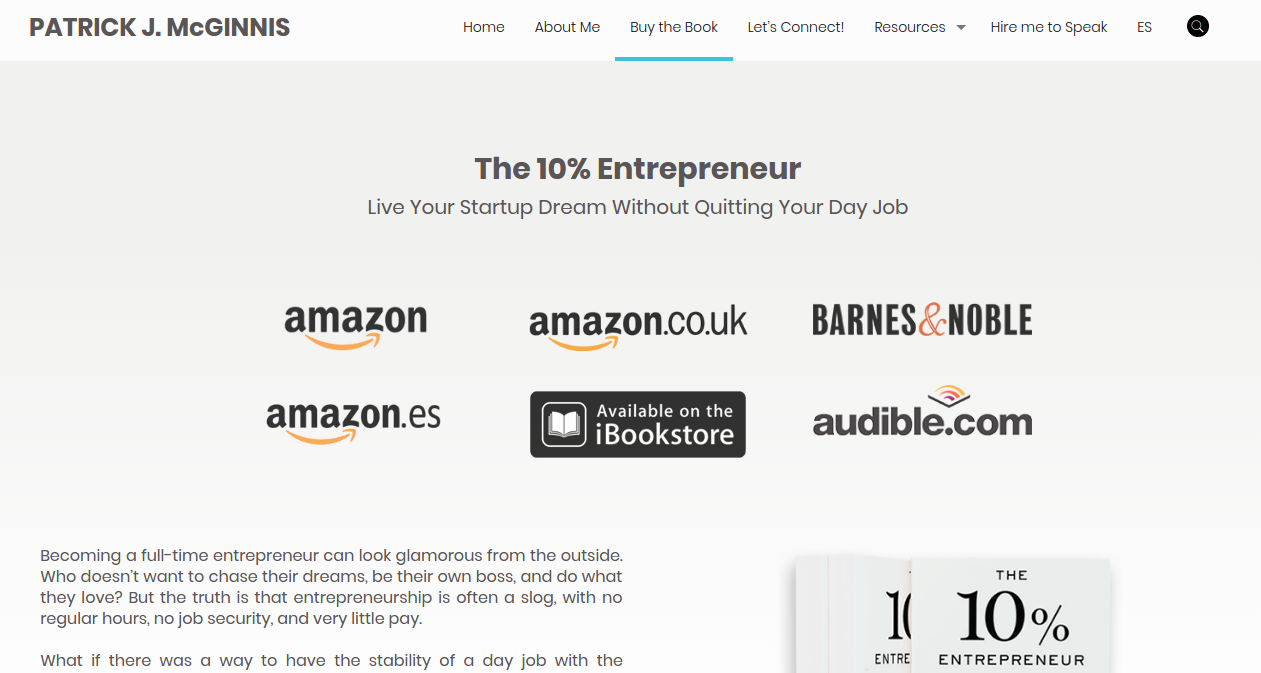 PATRICK J. McGINNIS
Home About Me Buy the Book Let's Connect! Resources Hire me to Speak ES
The 10% Entrepreneur
Live Your Startup Dream Without Quitting Your Day Job
amazon amazon.co.uk BARNES&NOBLE
amazon.es Available on the iBookstore audible.com
Becoming a full-time entrepreneur can look glamorous from the outside.
Who doesn't want to chase their dreams, be their own boss, and do what
they love? But the truth is that entrepreneurship is often a slog, with no
regular hours, no job security, and very little pay.
What if there was a way to have the stability of a day job with the
THE
10%
ENTREPRENEUR